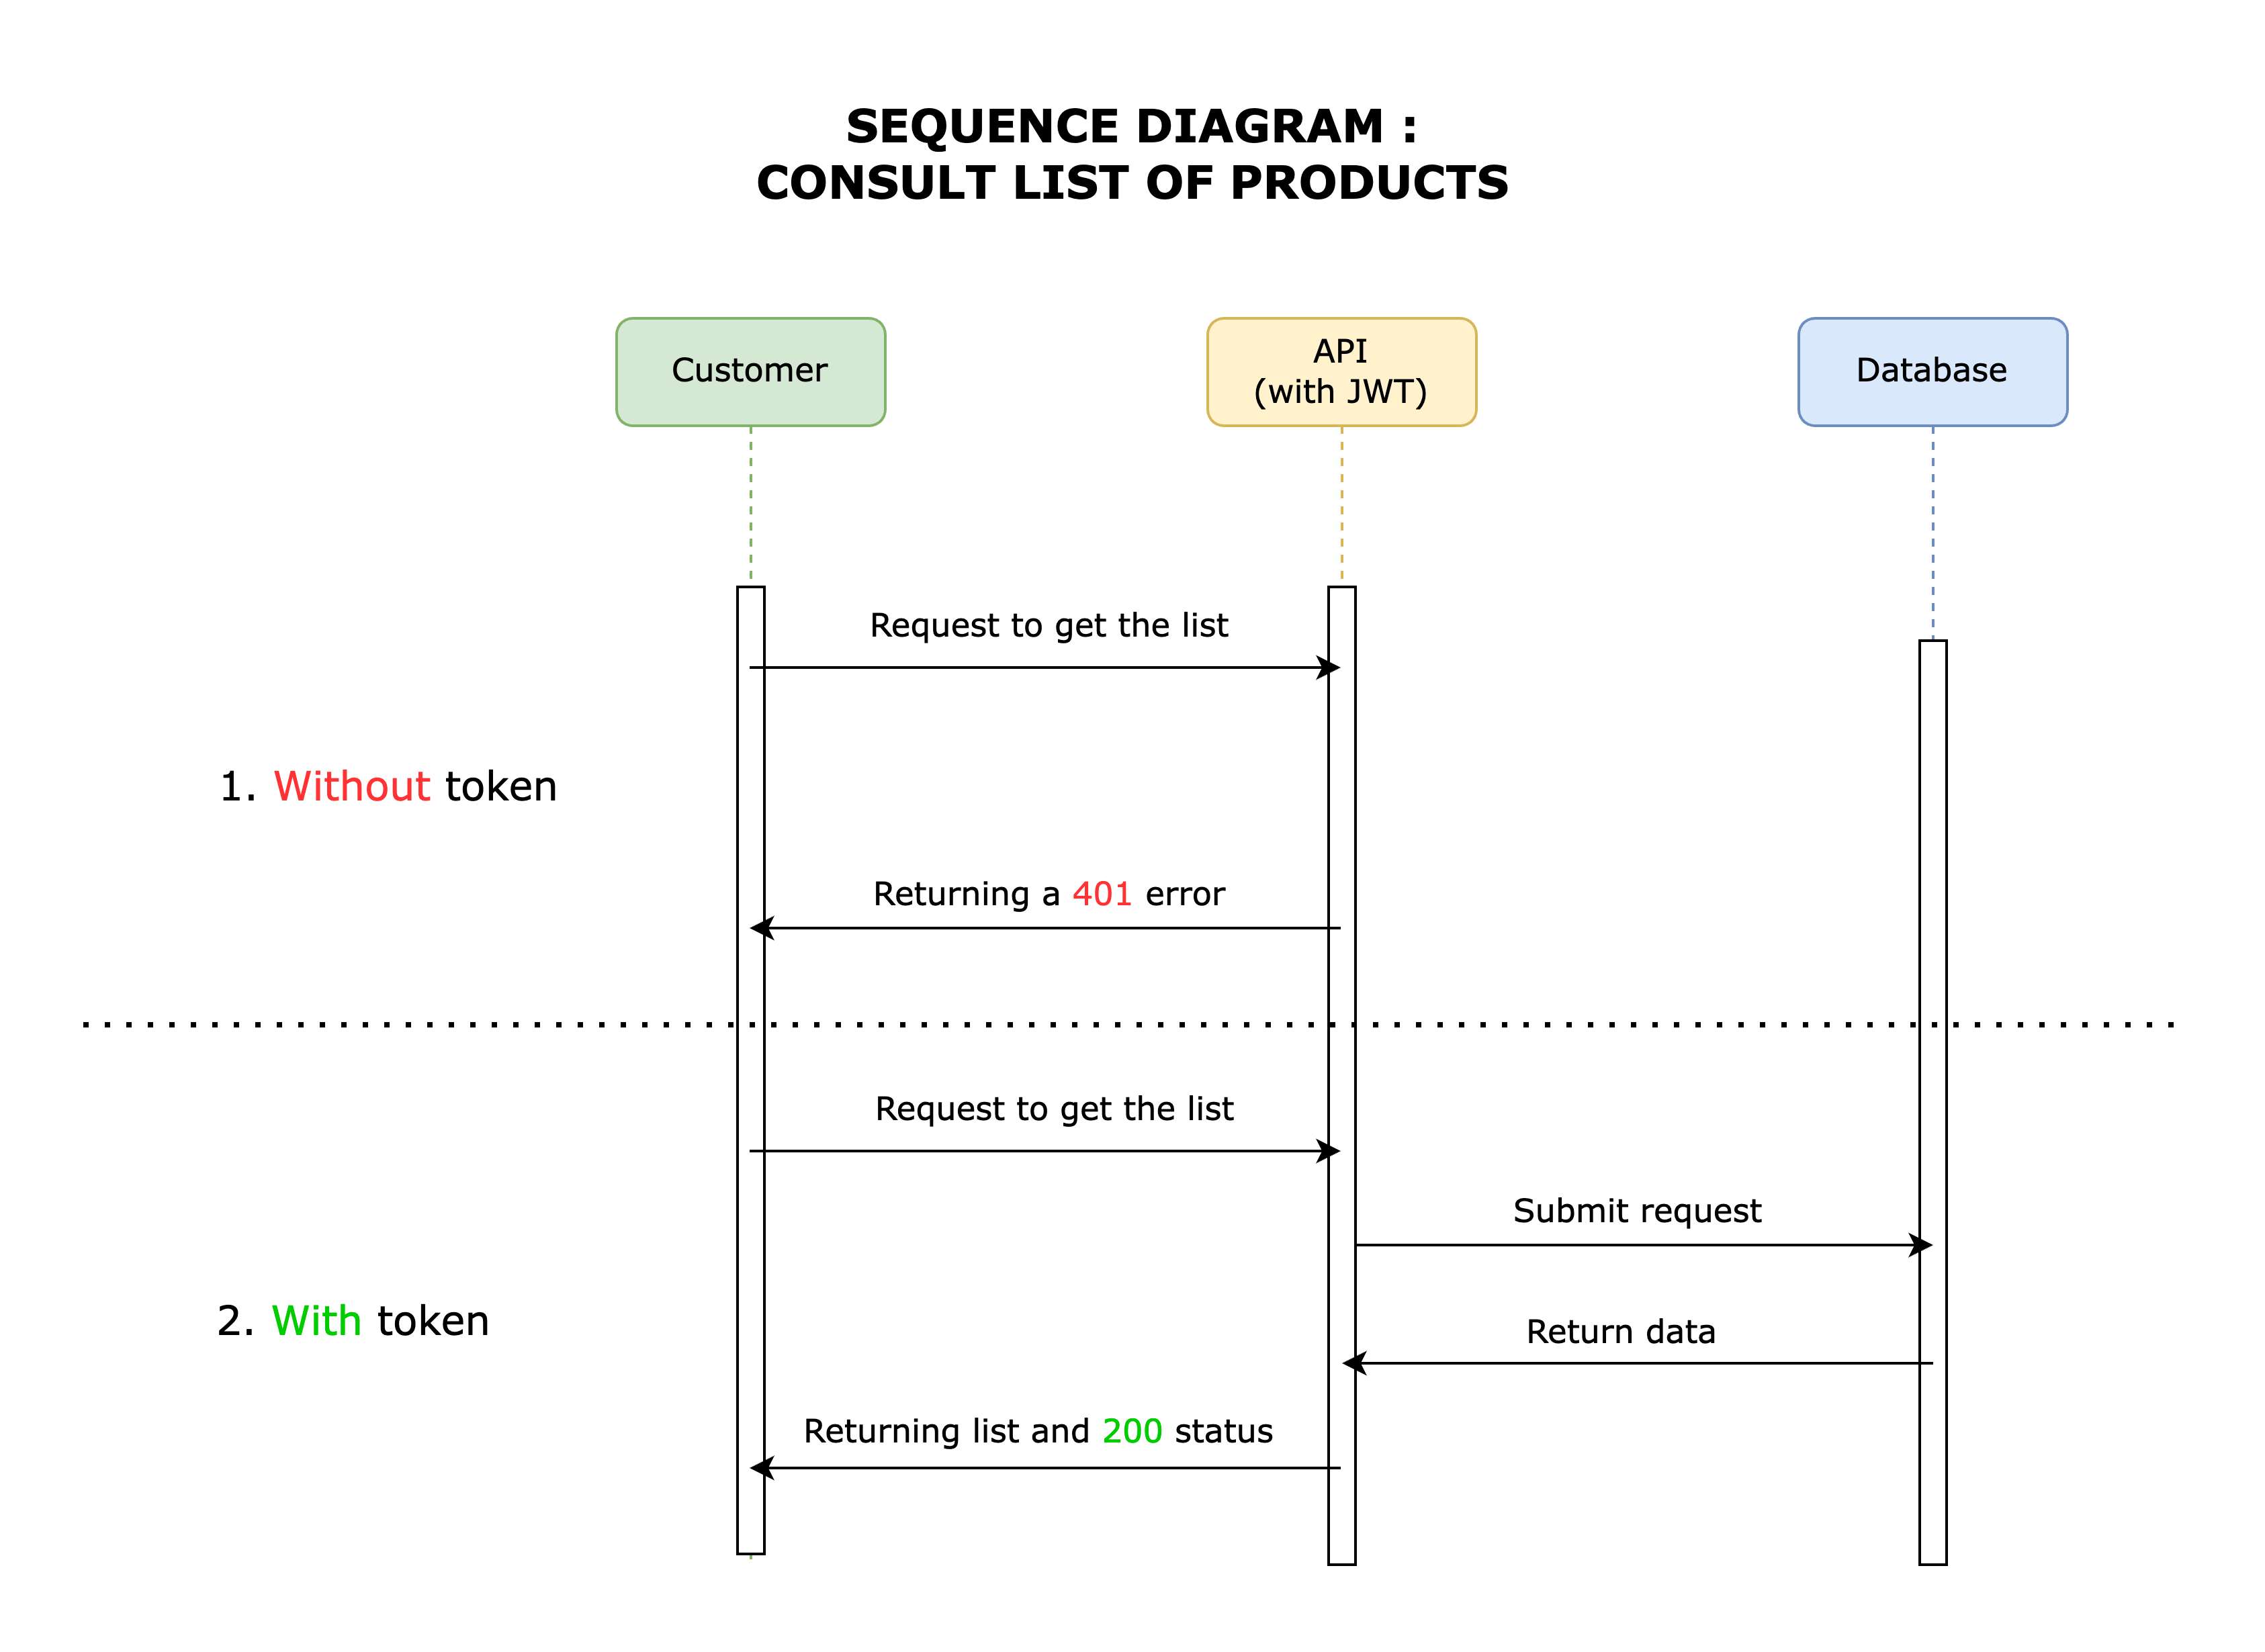 SEQUENCE DIAGRAM :
CONSULT LIST OF PRODUCTS
Customer
API
(with JWT)
Database
Request to get the list
1. Without token
Returning a 401 error
Request to get the list
Submit request
2. With token
Return data
Returning list and 200 status